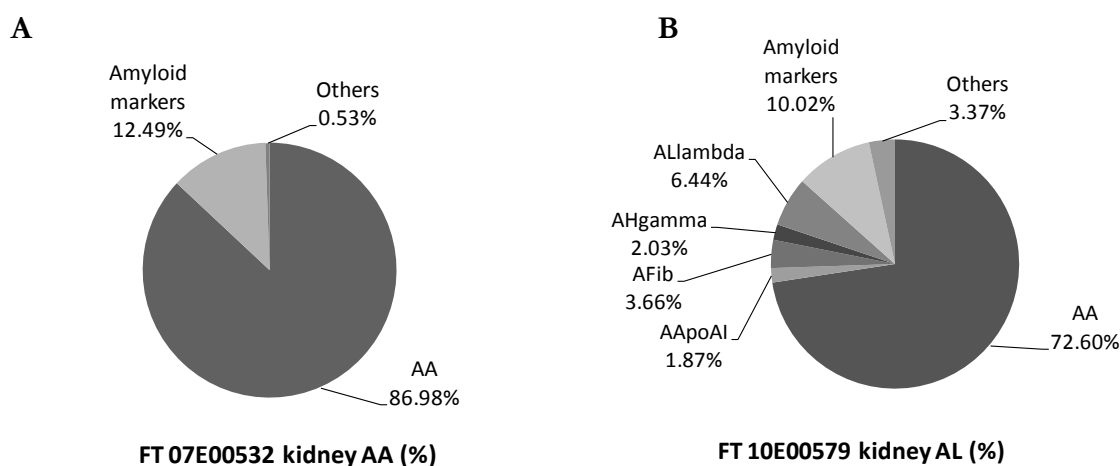 A
Amyloid
markers
12.49%
Others
0.53%
AA
86.98%
FT 07E00532 kidney AA (%)
B
Amyloid
markers
10.02%
Others
3.37%
ALlambda
6.44%
AHgamma
2.03%
AFib
3.66%
AApoAI
1.87%
AA
72.60%
FT 10E00579 kidney AL (%)